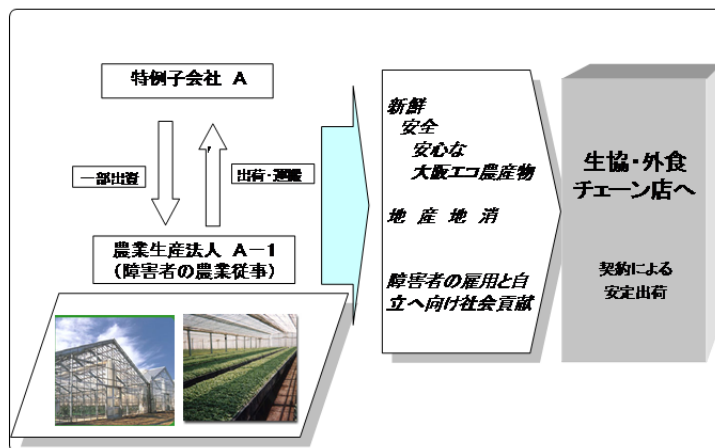 特例子会社 A
一部出資
出荷・運搬
農業生産法人 A-1
(障害者の農業従事)
新鮮
安全
安心な
大阪エコ農産物
地 産 地 消
障害者の雇用と自
立へ向け社会貢献
生協・外食
チェーン店へ
契約による
安定出荷